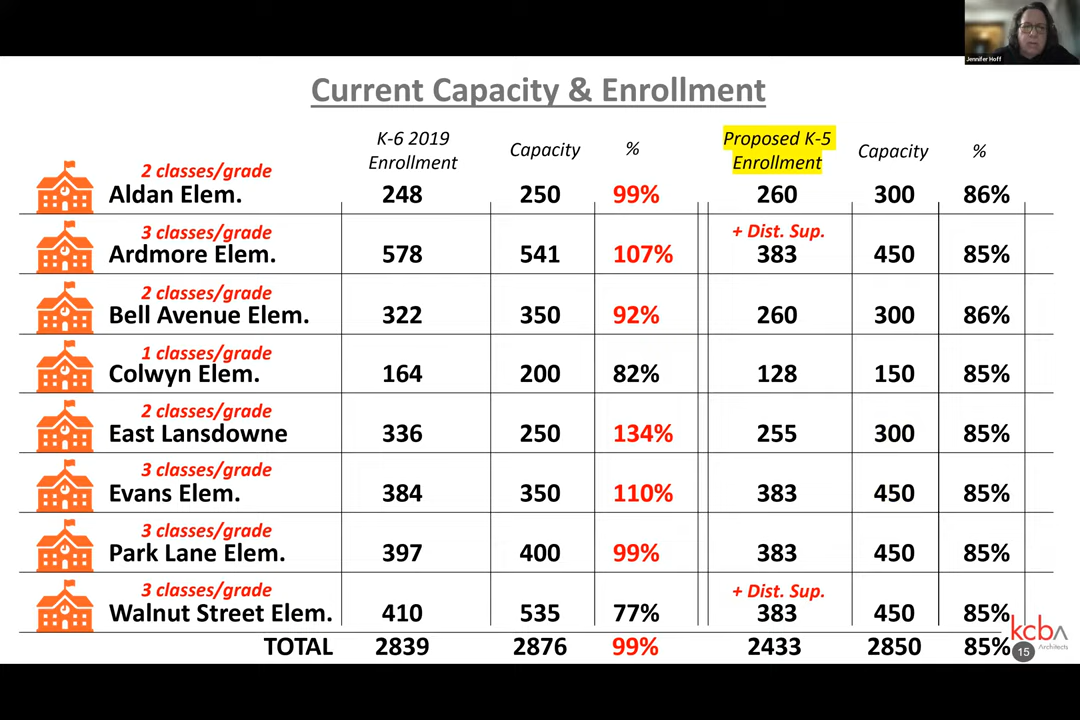 Jennifer Hoff
Current Capacity & Enrollment
K-6 2019 Enrollment Capacity % Proposed K-5 Enrollment Capacity %
2 classes/grade
Aldan Elem. 248 250 99% 260 300 86%
3 classes/grade + Dist. Sup.
Ardmore Elem. 578 541 107% 383 450 85%
2 classes/grade
Bell Avenue Elem. 322 350 92% 260 300 86%
1 classes/grade
Colwyn Elem. 164 200 82% 128 150 85%
2 classes/grade
East Lansdowne 336 250 134% 255 300 85%
3 classes/grade
Evans Elem. 384 350 110% 383 450 85%
3 classes/grade
Park Lane Elem. 397 400 99% 383 450 85%
3 classes/grade + Dist. Sup.
Walnut Street Elem. 410 535 77% 383 450 85%
TOTAL 2839 2876 99% 2433 2850 85%
kcba
Architects
15